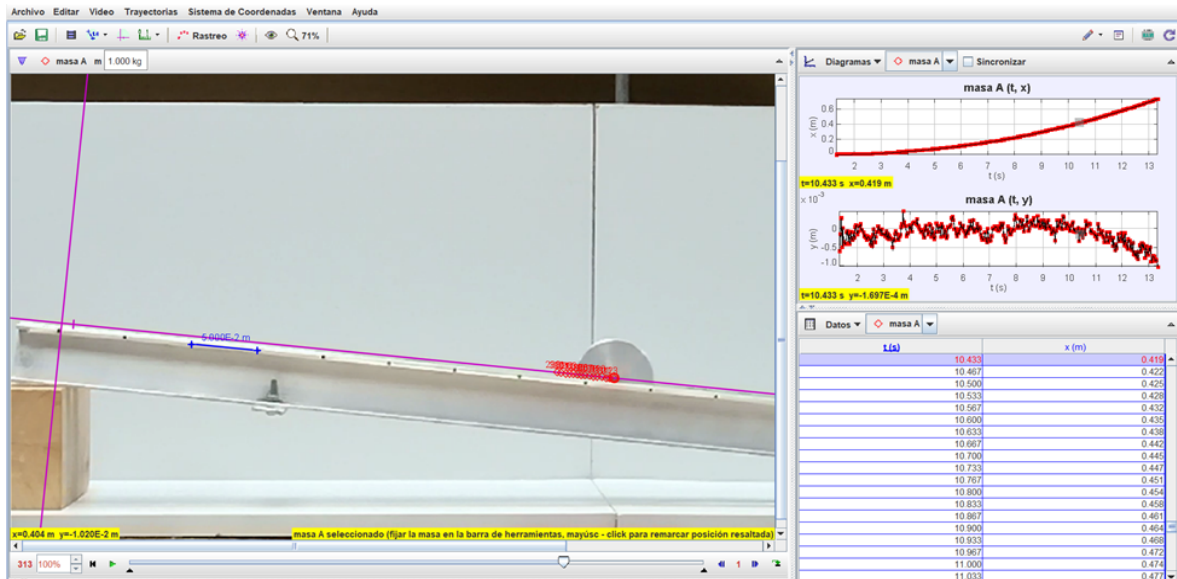 Archivo Editar Video Trayectorias Sistema de Coordenadas Ventana Ayuda
Rastreo 71%
masa A m 1.000 kg
5.000E-2 m
x=0.404 m y=-1.020E-2 m
masa A seleccionado (fijar la masa en la barra de herramientas, mayúsc - click para remarcar posición resaltada)
313 100% 1
Diagramas masa A Sincronizar
masa A (t, x)
x (m)
0.6
0.4
0.2
0
2 3 4 5 6 7 8 9 10 11 12 13
t (s)
t=10.433 s x=0.419 m
masa A (t, y)
x 10⁻³
y (m)
0
-0.5
-1.0
2 3 4 5 6 7 8 9 10 11 12 13
t (s)
t=10.433 s y=-1.697E-4 m
Datos masa A
t (s) x (m)
10.433 0.419
10.467 0.422
10.500 0.425
10.533 0.428
10.567 0.432
10.600 0.435
10.633 0.438
10.667 0.442
10.700 0.445
10.733 0.447
10.767 0.451
10.800 0.454
10.833 0.458
10.867 0.461
10.900 0.464
10.933 0.468
10.967 0.472
11.000 0.474
11.033 0.477